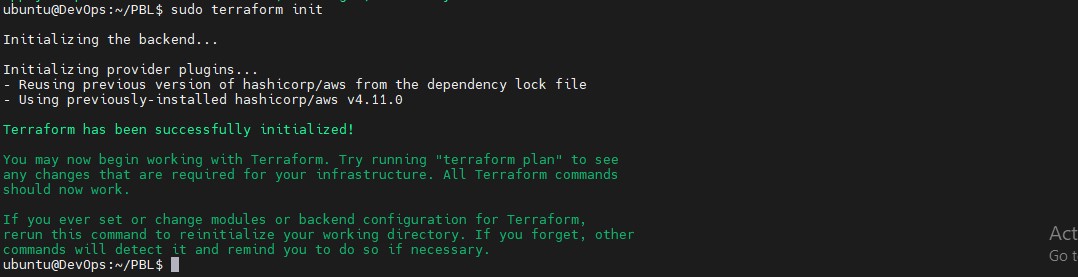 ubuntu@DevOps:~/PBL$ sudo terraform init
Initializing the backend...
Initializing provider plugins...
- Reusing previous version of hashicorp/aws from the dependency lock file
- Using previously-installed hashicorp/aws v4.11.0
Terraform has been successfully initialized!
You may now begin working with Terraform. Try running "terraform plan" to see
any changes that are required for your infrastructure. All Terraform commands
should now work.
If you ever set or change modules or backend configuration for Terraform,
rerun this command to reinitialize your working directory. If you forget, other
commands will detect it and remind you to do so if necessary.
Act
Go t
ubuntu@DevOps:~/PBL$